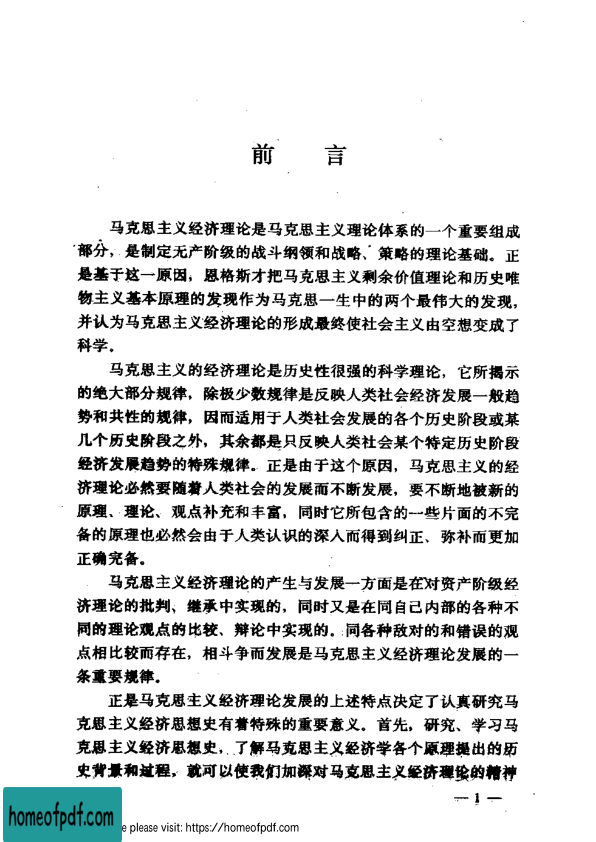 前 言
马克思主义经济理论是马克思主义理论体系的一个重要组成
部分，是制定无产阶级的战斗纲领和战略、策略的理论基础。正
是基于这一原因，恩格斯才把马克思主义剩余价值理论和历史唯
物主义基本原理的发现作为马克思一生中的两个最伟大的发现，
并认为马克思主义经济理论的形成最终使社会主义由空想变成了
科学。
马克思主义的经济理论是历史性很强的科学理论，它所揭示
的绝大部分规律，除极少数规律是反映人类社会经济发展一般趋
势和共性的规律，因而适用于人类社会发展的各个历史阶段或某
几个历史阶段之外，其余都是只反映人类社会某个特定历史阶段
经济发展趋势的特殊规律。正是由于这个原因，马克思主义的经
济理论必然要随着人类社会的发展而不断发展，要不断地被新的
原理、理论、观点补充和丰富，同时它所包含的一些片面的不完
备的原理也必然会由于人类认识的深入而得到纠正、弥补而更加
正确完备。
马克思主义经济理论的产生与发展一方面是在对资产阶级经
济理论的批判、继承中实现的，同时又是在同自己内部的各种不
同的理论观点的比较、辩论中实现的。同各种敌对的和错误的观
点相比较而存在，相斗争而发展是马克思主义经济理论发展的一
条重要规律。
正是马克思主义经济理论发展的上述特点决定了认真研究马
克思主义经济思想史有着特殊的重要意义。首先，研究、学习马
克思主义经济思想史，了解马克思主义经济学各个原理提出的历
史背景和过程，就可以使我们加深对马克思主义经济理论的精神
— 1 —
homeofpdf.com
e please visit: https://homeofpdf.com